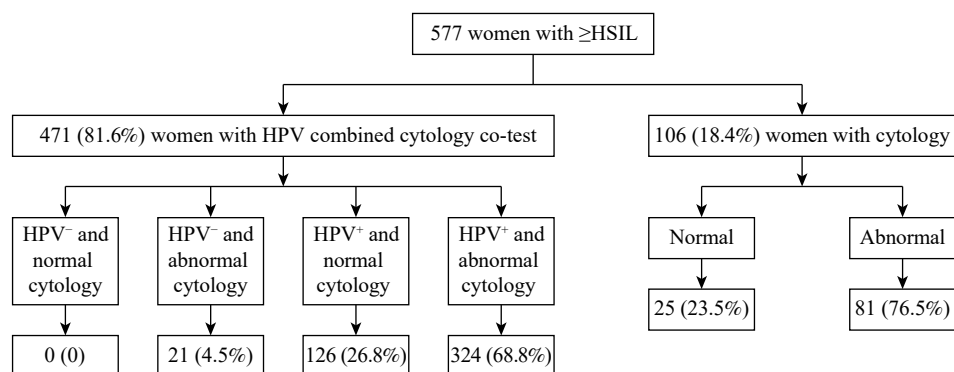 577 women with ≥HSIL
471 (81.6%) women with HPV combined cytology co-test
106 (18.4%) women with cytology
HPV⁻ and
normal
cytology
HPV⁻ and
abnormal
cytology
HPV⁺ and
normal
cytology
HPV⁺ and
abnormal
cytology
Normal
Abnormal
0 (0)
21 (4.5%)
126 (26.8%)
324 (68.8%)
25 (23.5%)
81 (76.5%)